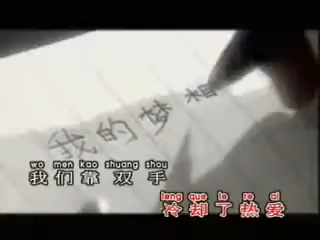 我的梦想
wo men kao shuang shou
我们靠双手
leng que le re ai
冷却了热爱